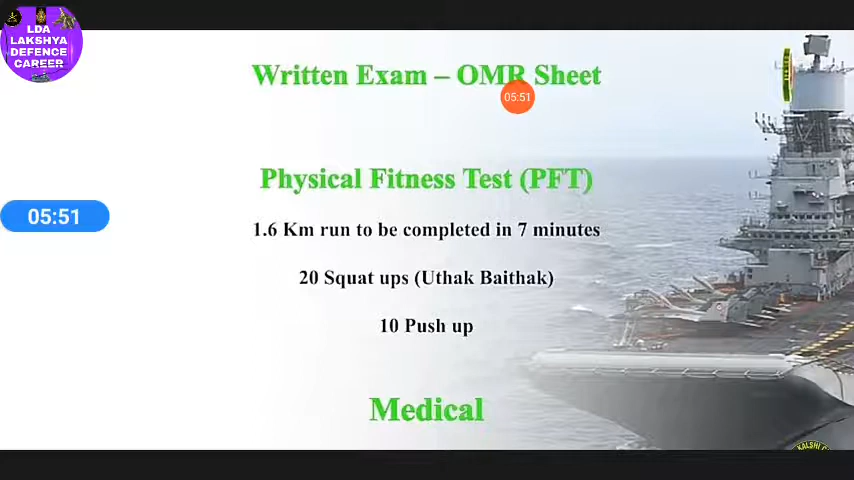 LDA
LAKSHYA
DEFENCE
CAREER
Written Exam – OMR Sheet
05:51
Physical Fitness Test (PFT)
05:51
1.6 Km run to be completed in 7 minutes
20 Squat ups (Uthak Baithak)
10 Push up
Medical
KALSHI